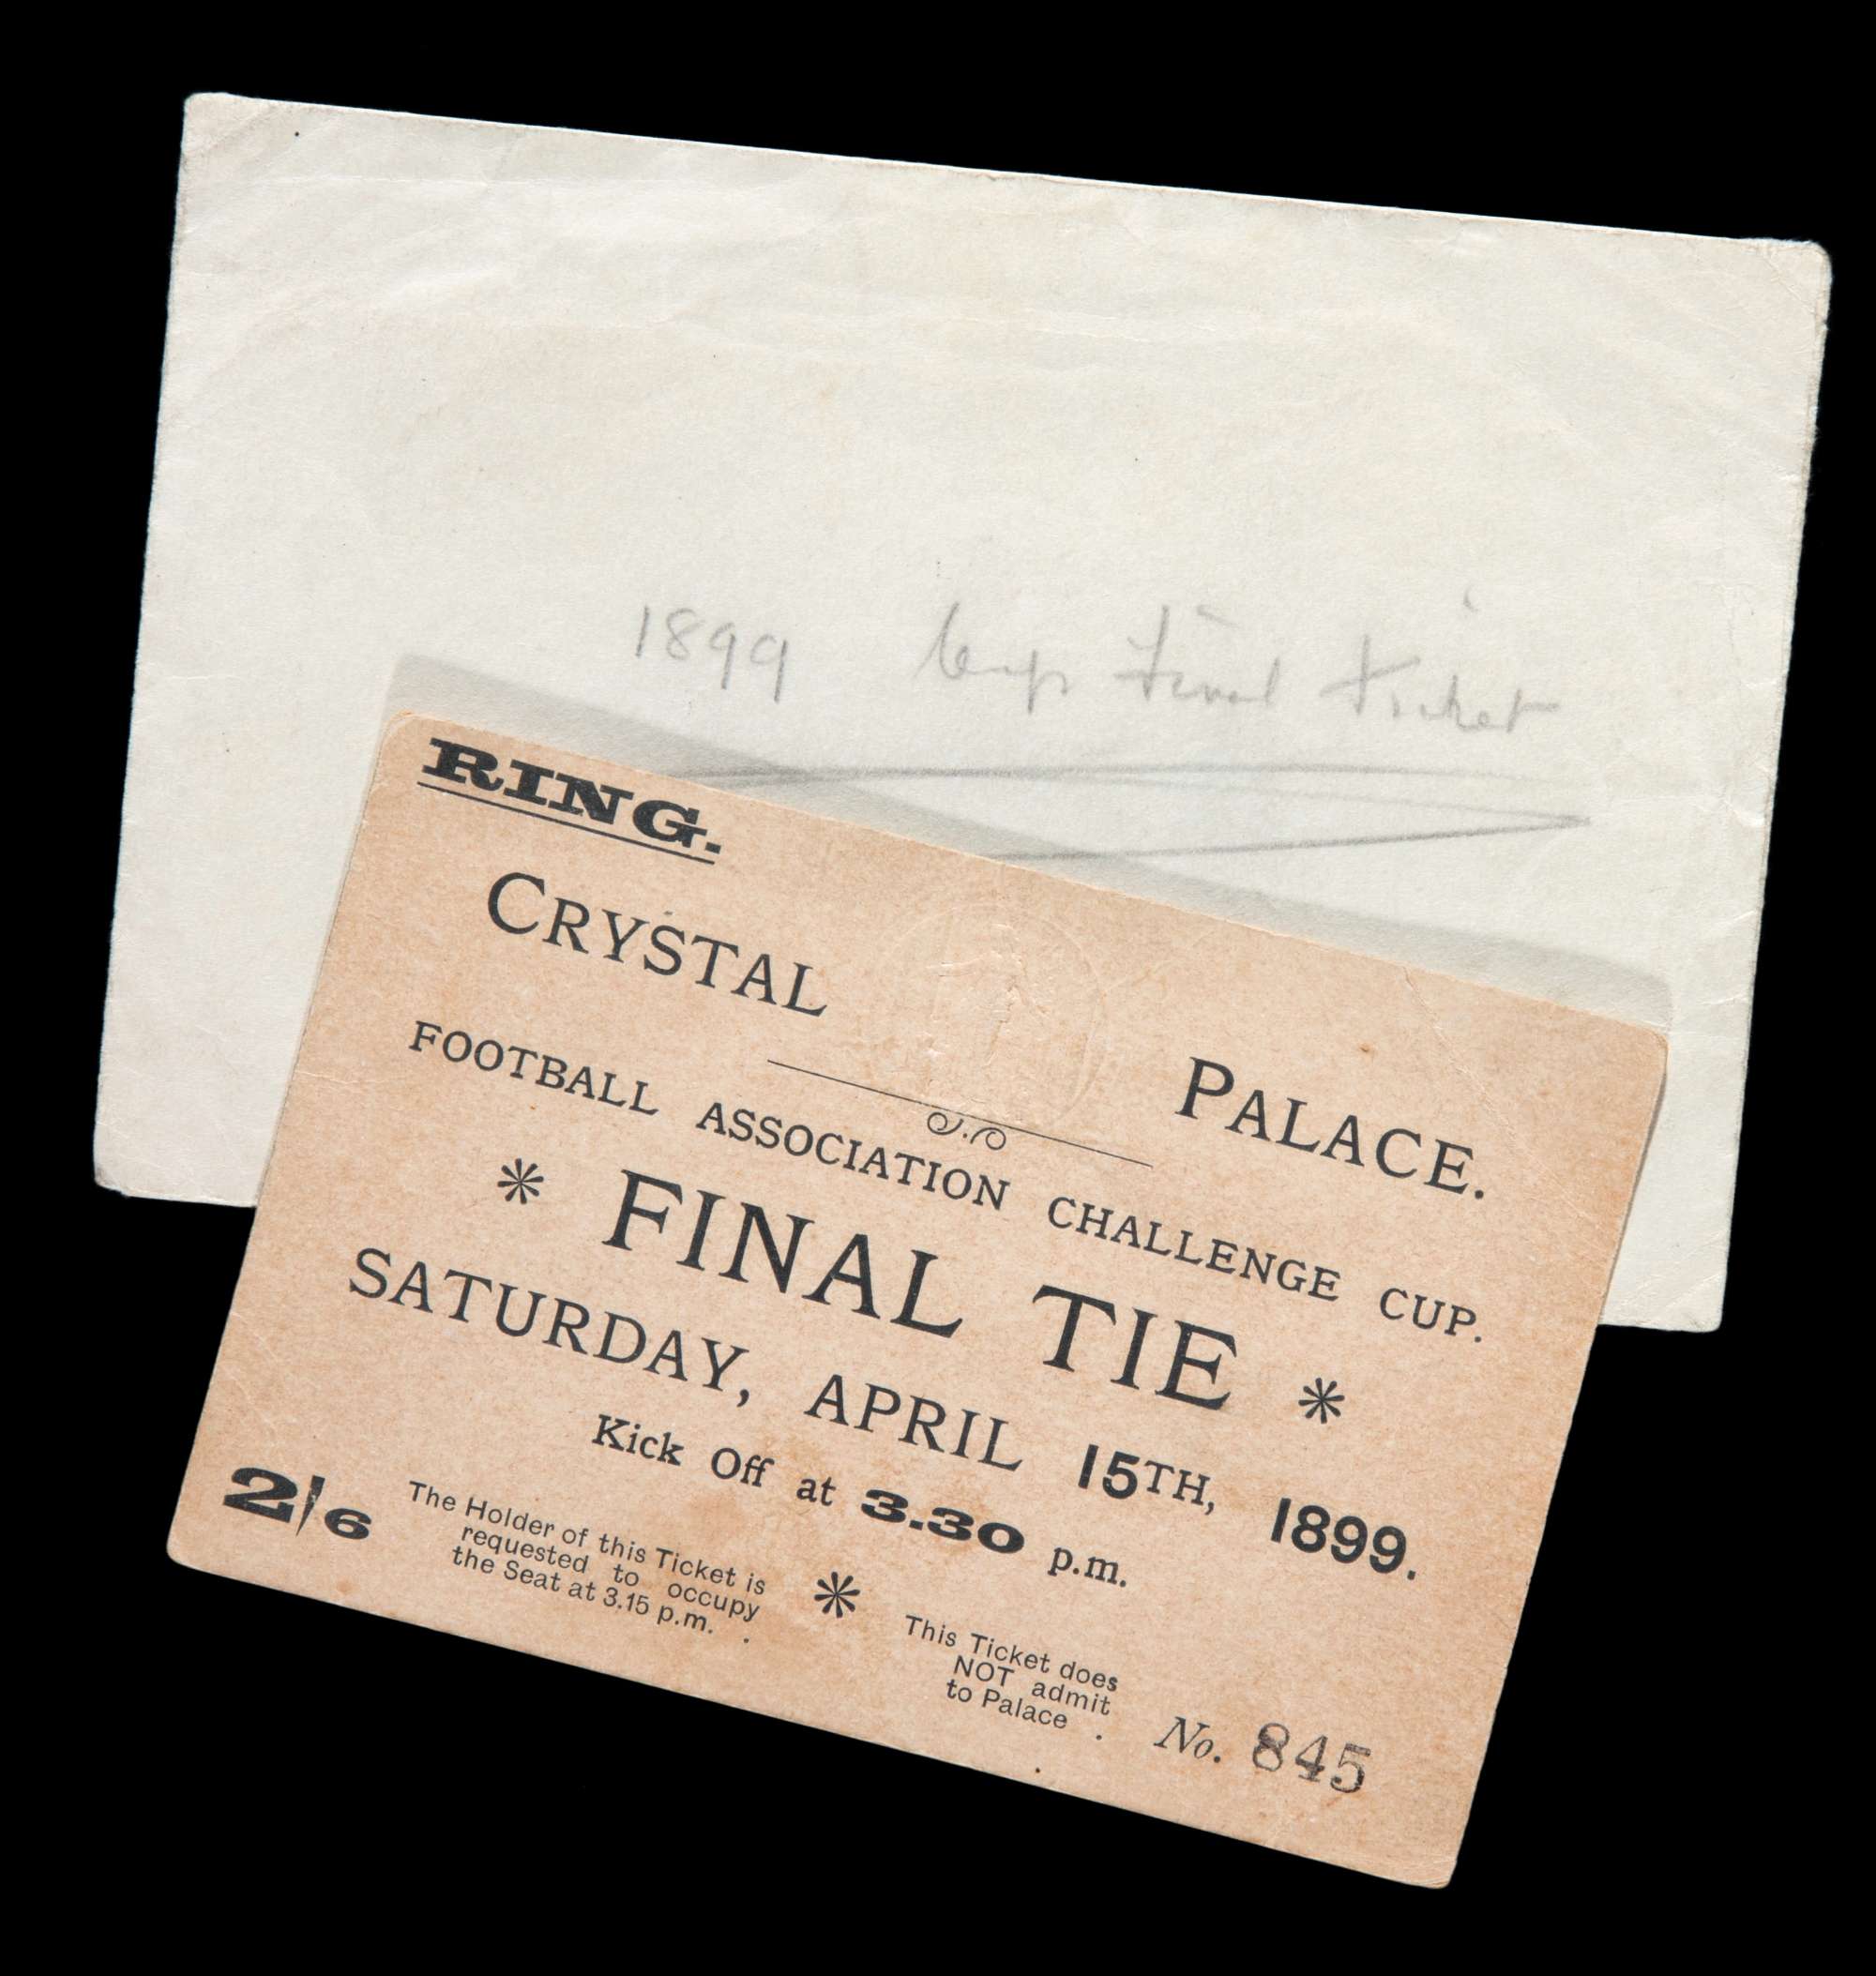 1899 Cup Final Ticket
RING.
CRYSTAL PALACE.
FOOTBALL ASSOCIATION CHALLENGE CUP.
* FINAL TIE *
SATURDAY, APRIL 15TH, 1899.
Kick Off at 3.30 p.m.
2/6
The Holder of this Ticket is
requested to occupy
the Seat at 3.15 p.m. .
*
This Ticket does
NOT admit
to Palace .
No. 845